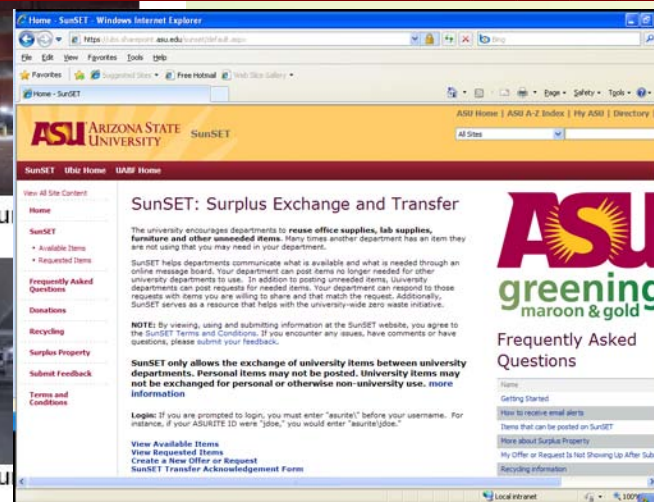 Home - SunSET - Windows Internet Explorer
https://ubs.sharepoint.asu.edu/sunset/default.aspx
Bing
File Edit View Favorites Tools Help
Favorites Suggested Sites Free Hotmail Web Slice Gallery
Home - SunSET
Page Safety Tools
ASU Home | ASU A-Z Index | My ASU | Directory |
ASU ARIZONA STATE UNIVERSITY
SunSET
All Sites
SunSET Ubiz Home UABF Home
View All Site Content
Home
SunSET
• Available Items
• Requested Items
Frequently Asked
Questions
Donations
Recycling
Surplus Property
Submit Feedback
Terms and
Conditions
SunSET: Surplus Exchange and Transfer
The university encourages departments to reuse office supplies, lab supplies,
furniture and other unneeded items. Many times another department has an item they
are not using that you may need in your department.
SunSET helps departments communicate what is available and what is needed through an
online message board. Your department can post items no longer needed for other
university departments to use. In addition to posting unneeded items, University
departments can post requests for needed items. Your department can respond to those
requests with items you are willing to share and that match the request. Additionally,
SunSET serves as a resource that helps with the university-wide zero waste initiative.
NOTE: By viewing, using and submitting information at the SunSET website, you agree to
the SunSET Terms and Conditions. If you encounter any issues, have comments or have
questions, please submit your feedback.
SunSET only allows the exchange of university items between university
departments. Personal items may not be posted. University items may
not be exchanged for personal or otherwise non-university use. more
information
Login: If you are prompted to login, you must enter "asurite\" before your username. For
instance, if your ASURITE ID were "jdoe," you would enter "asurite\jdoe."
View Available Items
View Requested Items
Create a New Offer or Request
SunSET Transfer Acknowledgement Form
ASU
greening
maroon & gold
Frequently Asked
Questions
Name
Getting Started
How to receive email alerts
Items that can be posted on SunSET
More about Surplus Property
My Offer or Request Is Not Showing Up After Sub
Recycling information
Local intranet
100%